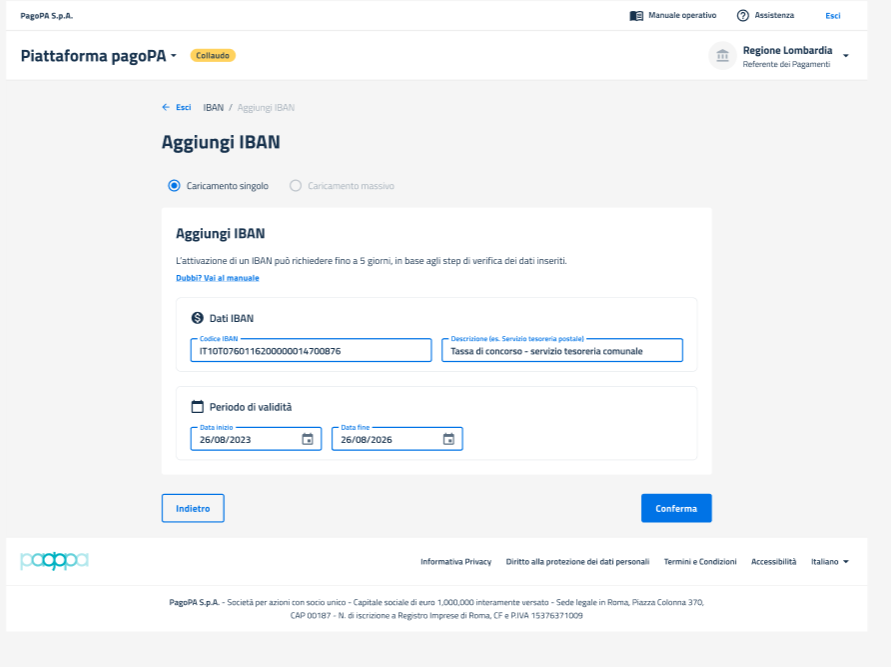 PagoPA S.p.A.
Manuale operativo
Assistenza
Esci
Piattaforma pagoPA
Collaudo
Regione Lombardia
Referente dei Pagamenti
← Esci IBAN / Aggiungi IBAN
Aggiungi IBAN
Caricamento singolo
Caricamento massivo
Aggiungi IBAN
L'attivazione di un IBAN può richiedere fino a 5 giorni, in base agli step di verifica dei dati inseriti.
Dubbi? Vai al manuale
Dati IBAN
Codice IBAN
IT10T0760116200000014700876
Descrizione (es. Servizio tesoreria postale)
Tassa di concorso - servizio tesoreria comunale
Periodo di validità
Data inizio
26/08/2023
Data fine
26/08/2026
Indietro
Conferma
pagopa
Informativa Privacy
Diritto alla protezione dei dati personali
Termini e Condizioni
Accessibilità
Italiano
PagoPA S.p.A. - Società per azioni con socio unico - Capitale sociale di euro 1,000,000 interamente versato - Sede legale in Roma, Piazza Colonna 370,
CAP 00187 - N. di iscrizione a Registro Imprese di Roma, CF e P.IVA 15376371009